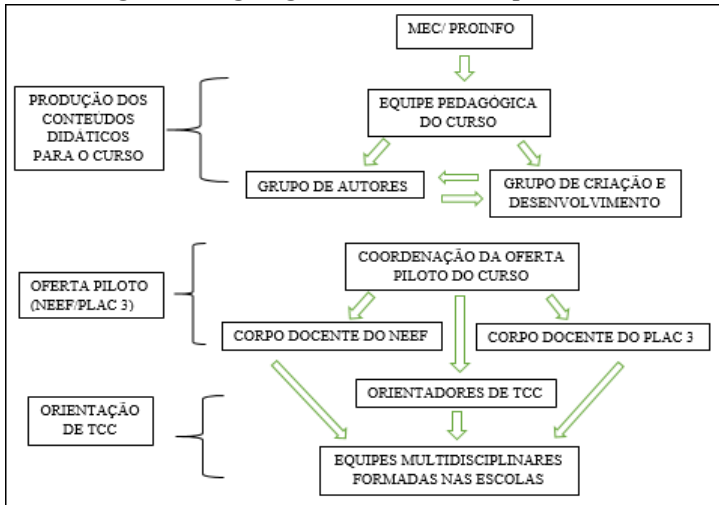 MEC/ PROINFO
PRODUÇÃO DOS
CONTEÚDOS
DIDÁTICOS
PARA O CURSO
EQUIPE PEDAGÓGICA
DO CURSO
GRUPO DE AUTORES
GRUPO DE CRIAÇÃO E
DESENVOLVIMENTO
COORDENAÇÃO DA OFERTA
PILOTO DO CURSO
OFERTA PILOTO
(NEEF/PLAC 3)
CORPO DOCENTE DO NEEF
CORPO DOCENTE DO PLAC 3
ORIENTADORES DE TCC
ORIENTAÇÃO
DE TCC
EQUIPES MULTIDISCIPLINARES
FORMADAS NAS ESCOLAS